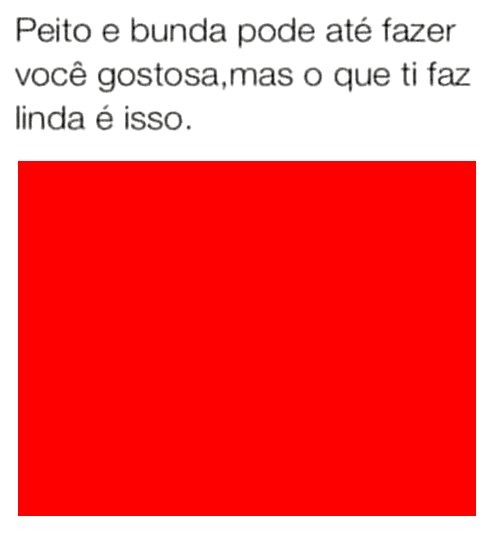 Peito e bunda pode até fazer
você gostosa,mas o que ti faz
linda é isso.